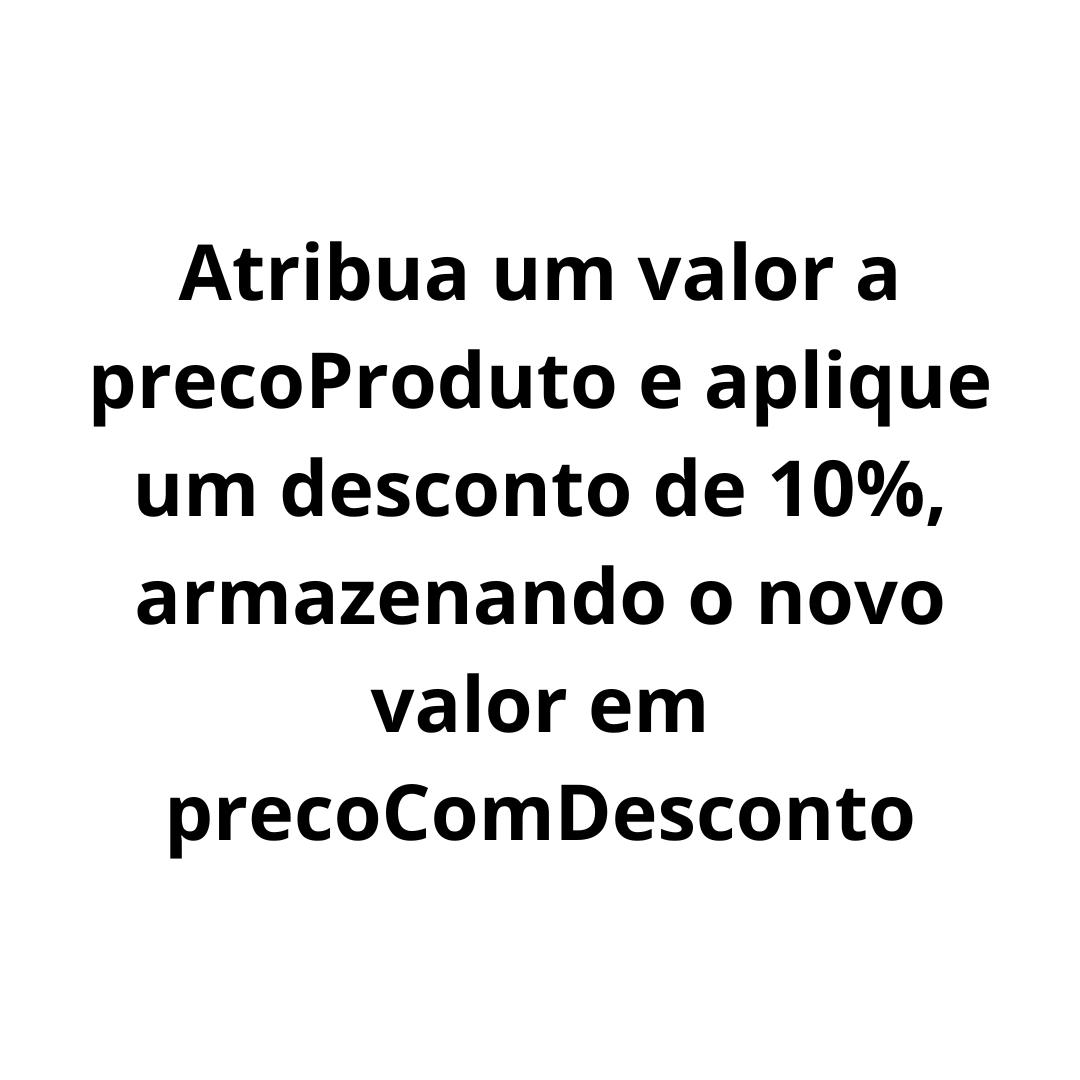 Atribua um valor a
precoProduto e aplique
um desconto de 10%,
armazenando o novo
valor em
precoComDesconto